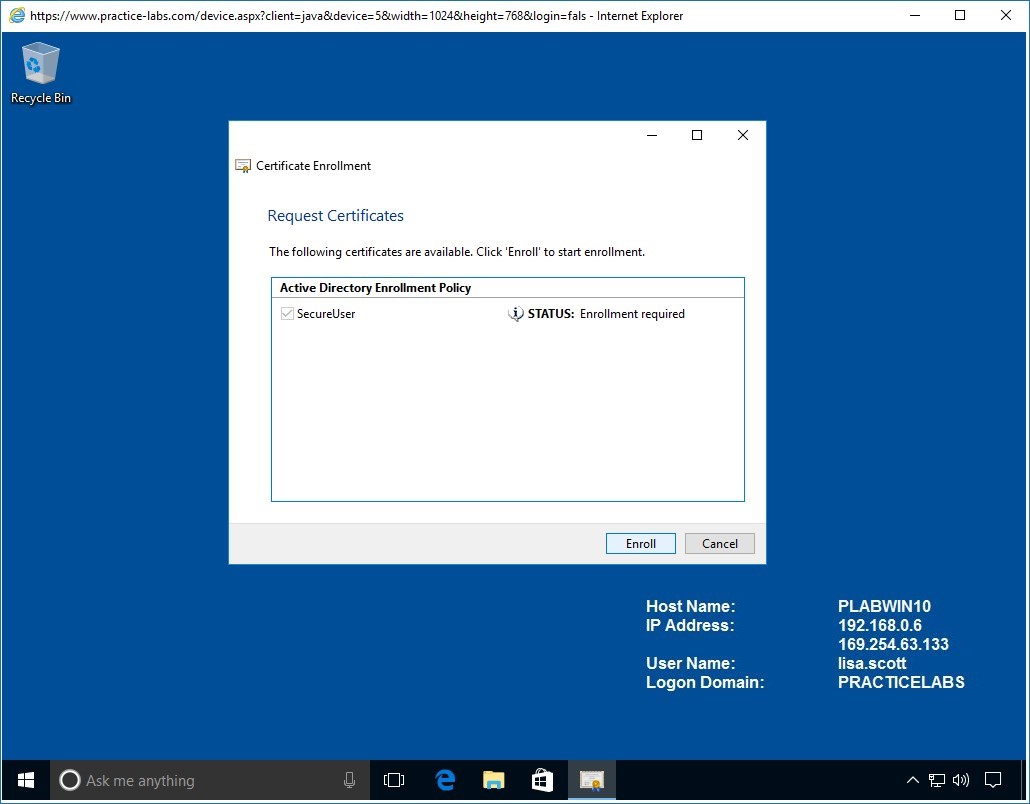 https://www.practice-labs.com/device.aspx?client=java&device=5&width=1024&height=768&login=fals - Internet Explorer
Recycle Bin
Certificate Enrollment
Request Certificates
The following certificates are available. Click 'Enroll' to start enrollment.
Active Directory Enrollment Policy
SecureUser STATUS: Enrollment required
Enroll Cancel
Host Name: PLABWIN10
IP Address: 192.168.0.6
169.254.63.133
User Name: lisa.scott
Logon Domain: PRACTICELABS
Ask me anything